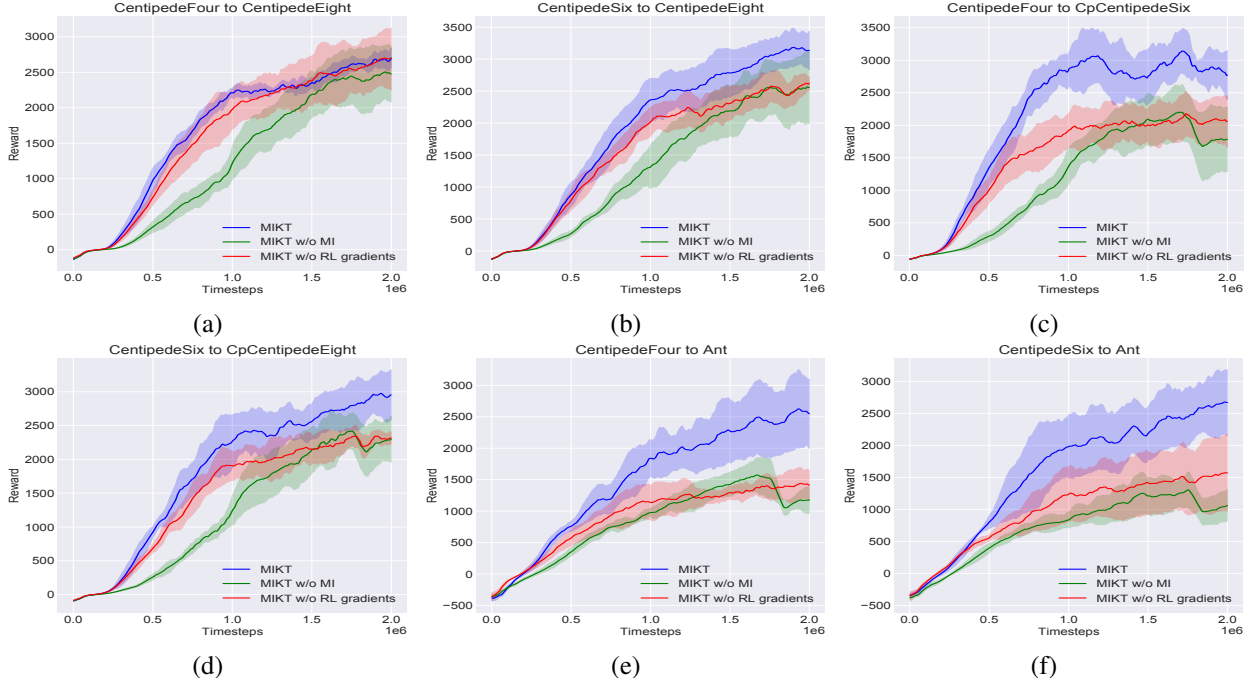 CentipedeFour to CentipedeEight
3000
2500
2000
1500
1000
500
0
Reward
MIKT
MIKT w/o MI
MIKT w/o RL gradients
0.0 0.5 1.0 1.5 2.0
Timesteps 1e6
(a)
CentipedeSix to CentipedeEight
3500
3000
2500
2000
1500
1000
500
0
Reward
MIKT
MIKT w/o MI
MIKT w/o RL gradients
0.0 0.5 1.0 1.5 2.0
Timesteps 1e6
(b)
CentipedeFour to CpCentipedeSix
3500
3000
2500
2000
1500
1000
500
0
Reward
MIKT
MIKT w/o MI
MIKT w/o RL gradients
0.0 0.5 1.0 1.5 2.0
Timesteps 1e6
(c)
CentipedeSix to CpCentipedeEight
3000
2500
2000
1500
1000
500
0
Reward
MIKT
MIKT w/o MI
MIKT w/o RL gradients
0.0 0.5 1.0 1.5 2.0
Timesteps 1e6
(d)
CentipedeFour to Ant
3000
2500
2000
1500
1000
500
0
−500
Reward
MIKT
MIKT w/o MI
MIKT w/o RL gradients
0.0 0.5 1.0 1.5 2.0
Timesteps 1e6
(e)
CentipedeSix to Ant
3000
2500
2000
1500
1000
500
0
−500
Reward
MIKT
MIKT w/o MI
MIKT w/o RL gradients
0.0 0.5 1.0 1.5 2.0
Timesteps 1e6
(f)